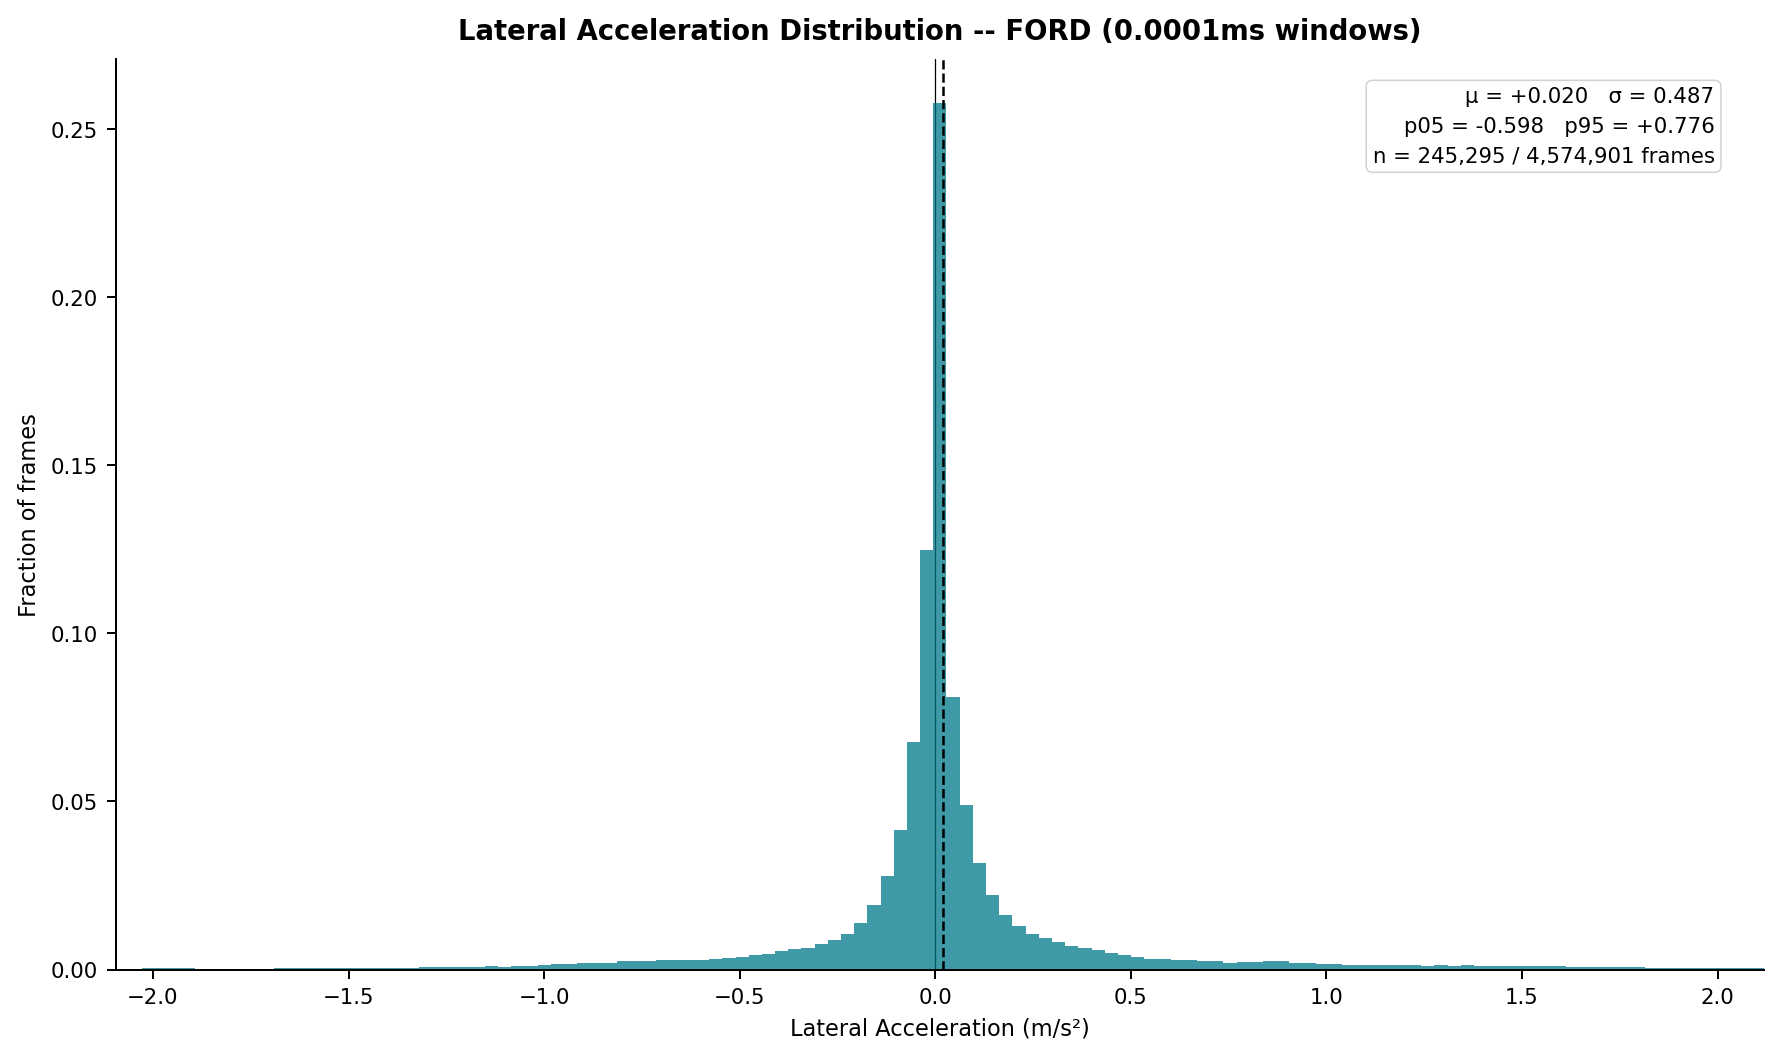 Lateral Acceleration Distribution -- FORD (0.0001ms windows)
μ = +0.020   σ = 0.487
p05 = -0.598   p95 = +0.776
n = 245,295 / 4,574,901 frames
Fraction of frames
0.25
0.20
0.15
0.10
0.05
0.00
−2.0
−1.5
−1.0
−0.5
0.0
0.5
1.0
1.5
2.0
Lateral Acceleration (m/s²)